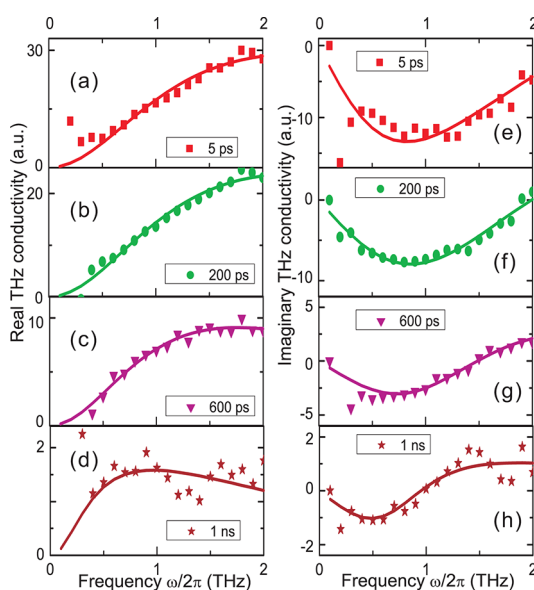 0 1 2 0 1 2
30
15
0
(a)
5 ps
0
-5
-10
5 ps
(e)
20
0
(b)
200 ps
0
-5
-10
200 ps
(f)
10
0
(c)
600 ps
5
0
-5
600 ps
(g)
2
0
(d)
1 ns
2
0
-2
1 ns
(h)
0 1 2 0 1 2
Real THz conductivity (a.u.)
Imaginary THz conductivity (a.u.)
Frequency ω/2π (THz)
Frequency ω/2π (THz)